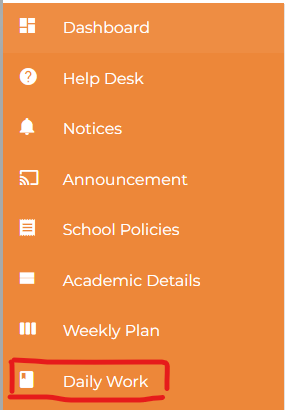 Dashboard
Help Desk
Notices
Announcement
School Policies
Academic Details
Weekly Plan
Daily Work